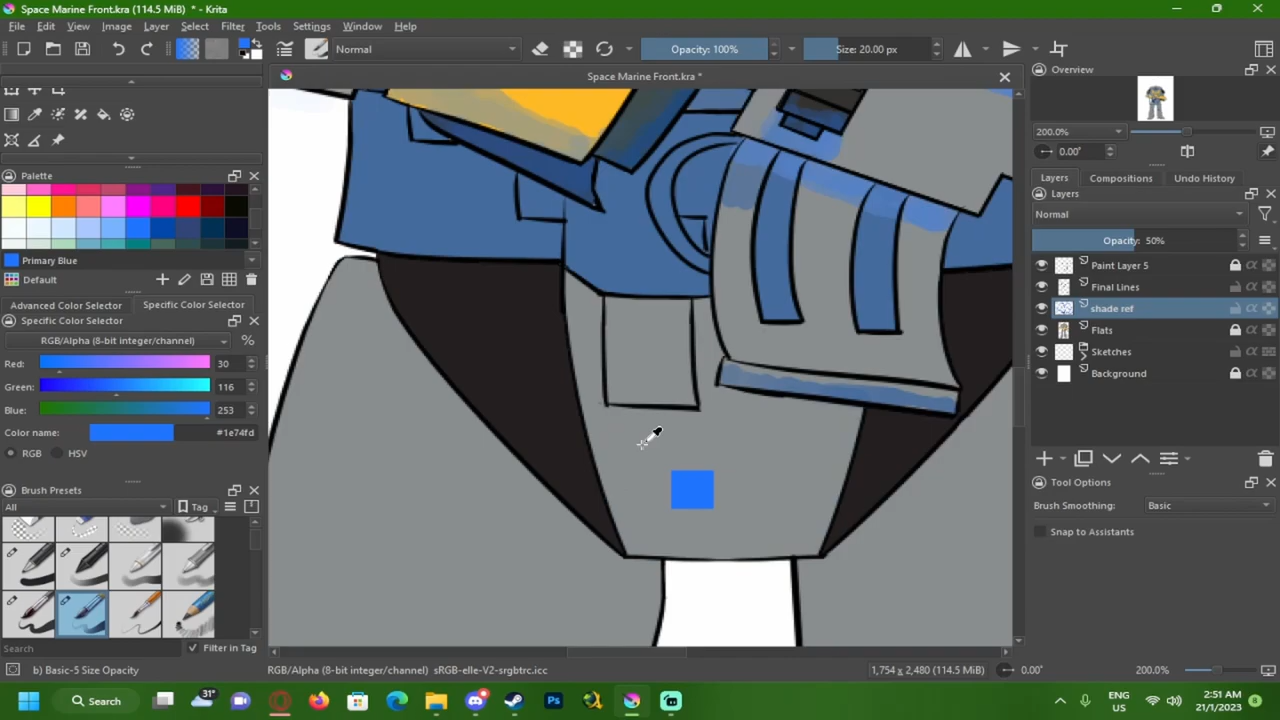 Space Marine Front.kra (114.5 MiB) * - Krita
File Edit View Image Layer Select Filter Tools Settings Window Help
Normal Opacity: 100% Size: 20.00 px
Space Marine Front.kra *
Overview
200.0%
0.00°
Layers Compositions Undo History
Layers
Normal
Opacity: 50%
Paint Layer 5
Final Lines
shade ref
Flats
Sketches
Background
Tool Options
Brush Smoothing: Basic
Snap to Assistants
Palette
Primary Blue
Default
Advanced Color Selector Specific Color Selector
Specific Color Selector
RGB/Alpha (8-bit integer/channel) %
Red: 30
Green: 116
Blue: 253
Color name: #1e74fd
RGB HSV
Brush Presets
All Tag
Search Filter in Tag
b) Basic-5 Size Opacity RGB/Alpha (8-bit integer/channel) sRGB-elle-V2-srgbtrc.icc 1,754 x 2,480 (114.5 MiB) 0.00° 200.0%
Search 31° Ps ENG US 2:51 AM 21/1/2023 8